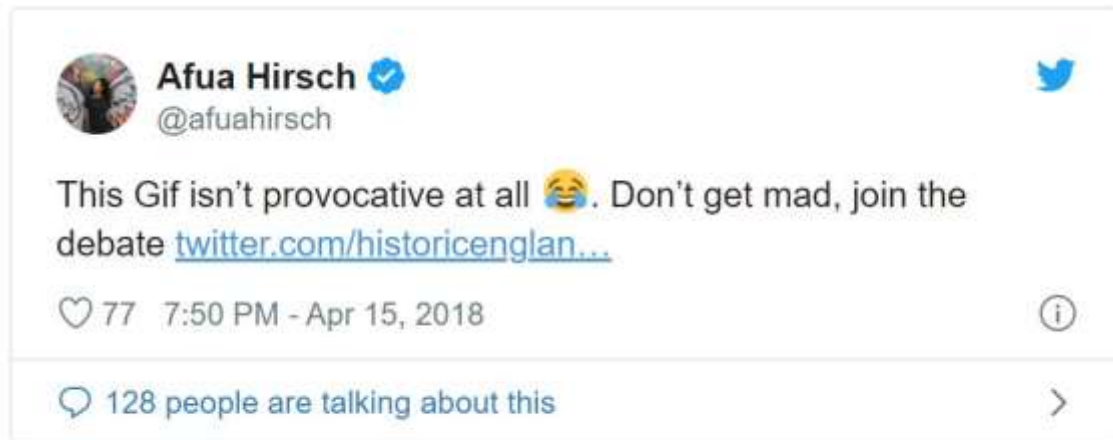 Afua Hirsch
@afuahirsch
This Gif isn't provocative at all 😂. Don't get mad, join the
debate twitter.com/historicenglan…
77 7:50 PM - Apr 15, 2018
128 people are talking about this